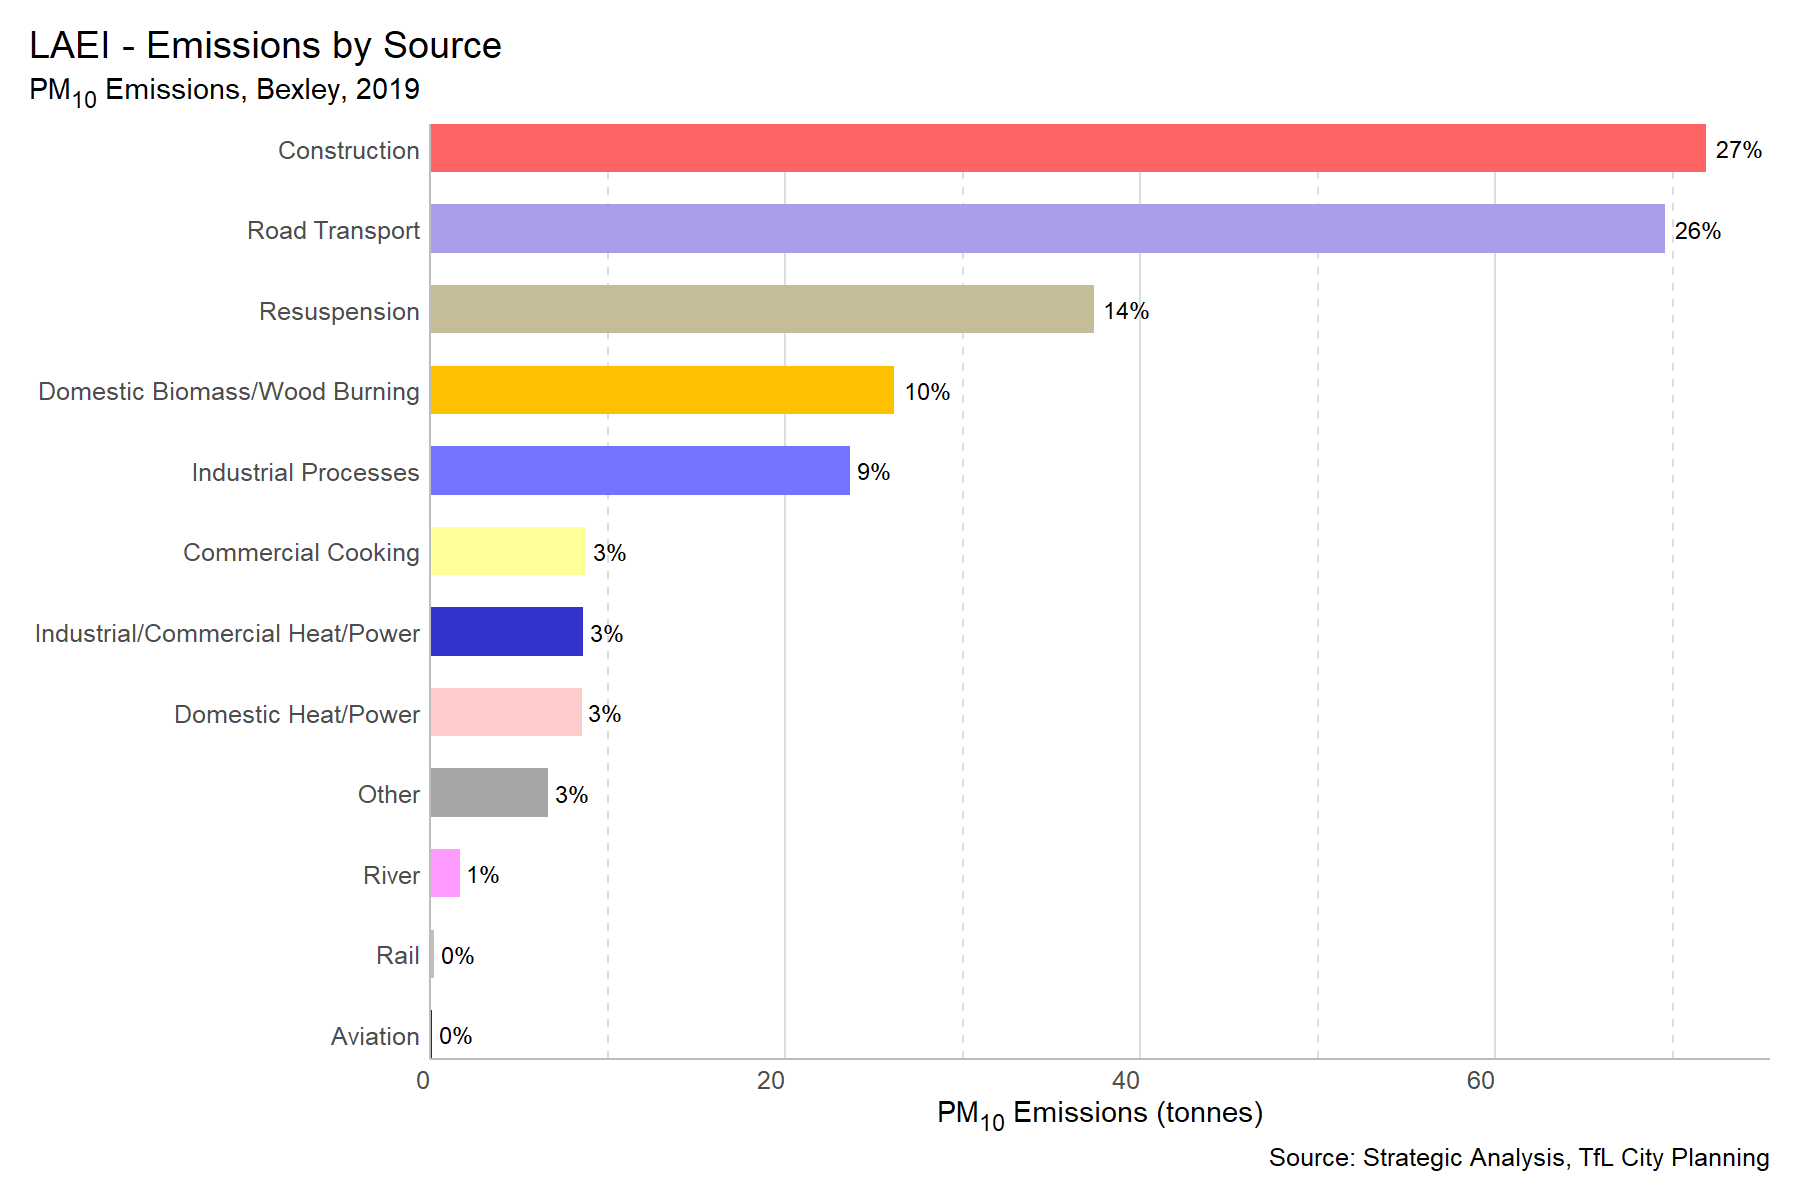 LAEI - Emissions by Source
PM10 Emissions, Bexley, 2019
Construction 27%
Road Transport 26%
Resuspension 14%
Domestic Biomass/Wood Burning 10%
Industrial Processes 9%
Commercial Cooking 3%
Industrial/Commercial Heat/Power 3%
Domestic Heat/Power 3%
Other 3%
River 1%
Rail 0%
Aviation 0%
0 20 40 60
PM10 Emissions (tonnes)
Source: Strategic Analysis, TfL City Planning